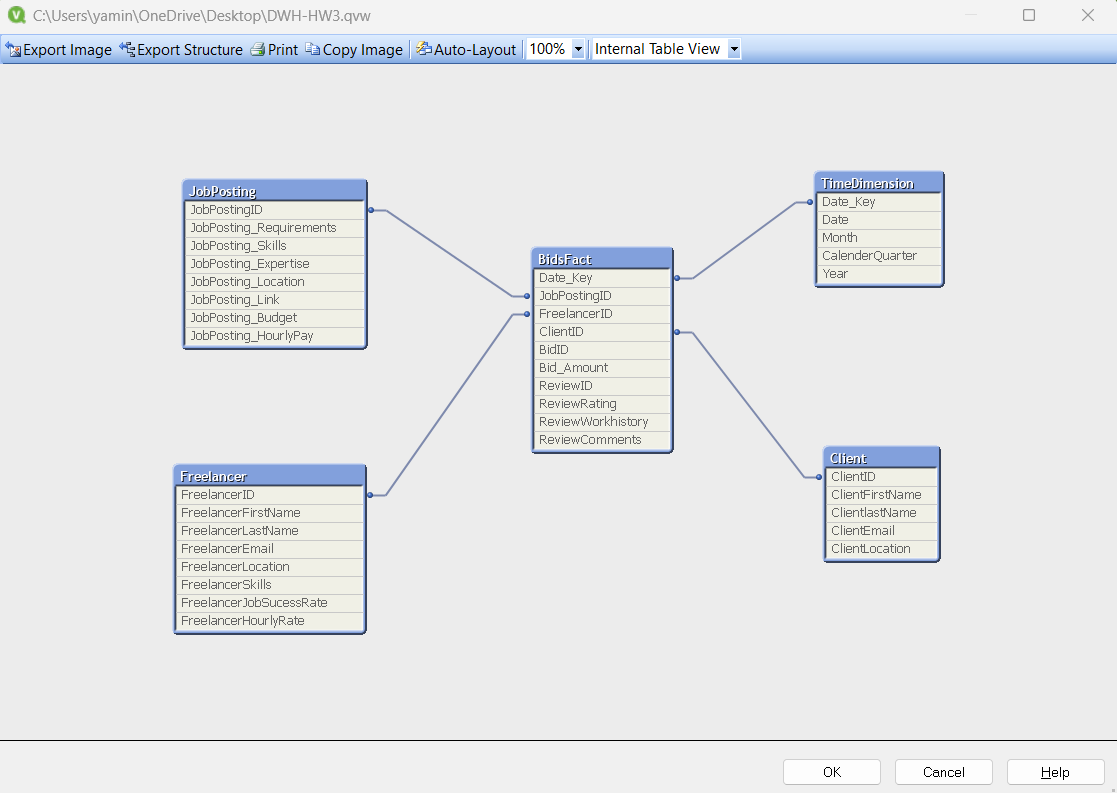 C:\Users\yamin\OneDrive\Desktop\DWH-HW3.qvw
Export Image Export Structure Print Copy Image Auto-Layout 100% Internal Table View
JobPosting
JobPostingID
JobPosting_Requirements
JobPosting_Skills
JobPosting_Expertise
JobPosting_Location
JobPosting_Link
JobPosting_Budget
JobPosting_HourlyPay
TimeDimension
Date_Key
Date
Month
CalenderQuarter
Year
BidsFact
Date_Key
JobPostingID
FreelancerID
ClientID
BidID
Bid_Amount
ReviewID
ReviewRating
ReviewWorkhistory
ReviewComments
Freelancer
FreelancerID
FreelancerFirstName
FreelancerLastName
FreelancerEmail
FreelancerLocation
FreelancerSkills
FreelancerJobSucessRate
FreelancerHourlyRate
Client
ClientID
ClientFirstName
ClientlastName
ClientEmail
ClientLocation
OK Cancel Help